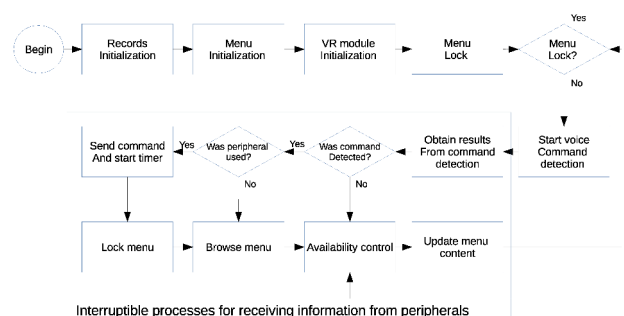 Yes
Begin
Records
Initialization
Menu
Initialization
VR module
Initialization
Menu
Lock
Menu
Lock?
No
Send command
And start timer
Yes
Was peripheral
used?
Yes
Was command
Detected?
Obtain results
From command
detection
Start voice
Command
detection
No
No
Lock menu
Browse menu
Availability control
Update menu
content
Interruptible processes for receiving information from peripherals